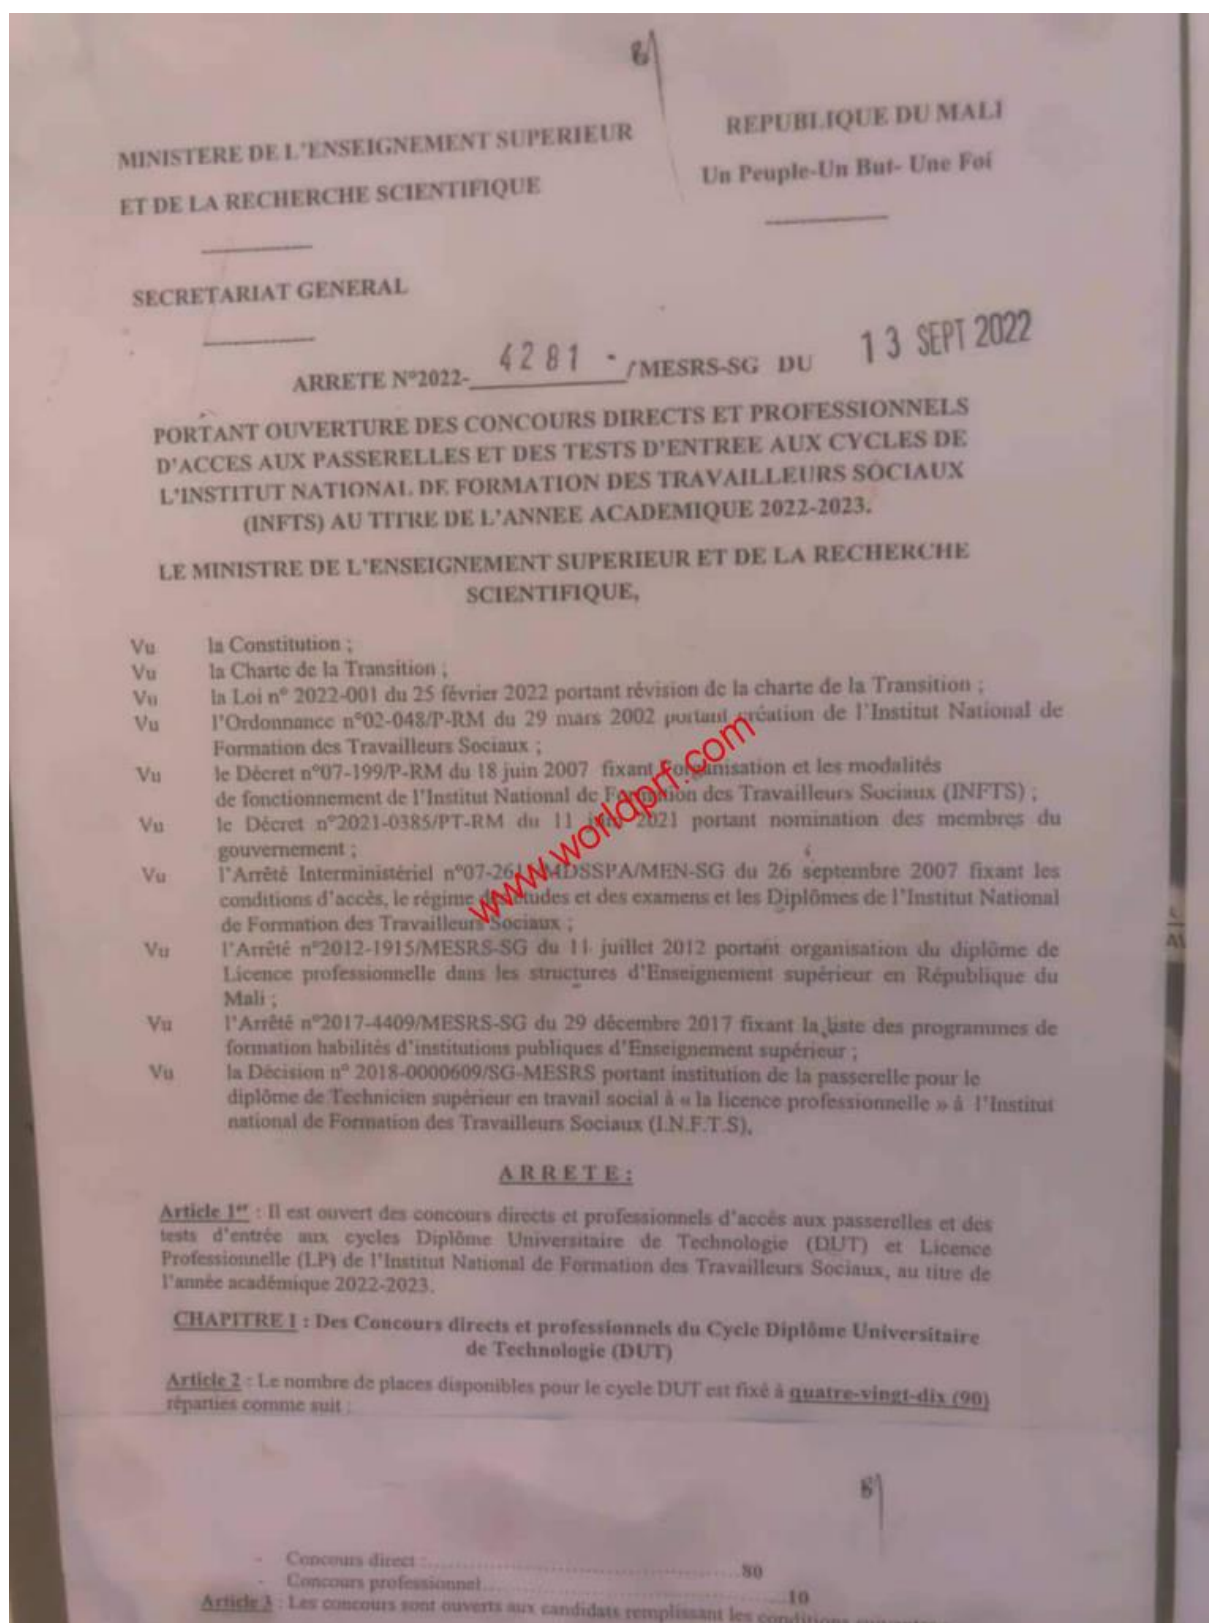 MINISTERE DE L'ENSEIGNEMENT SUPERIEUR
ET DE LA RECHERCHE SCIENTIFIQUE
REPUBLIQUE DU MALI
Un Peuple-Un But- Une Foi
SECRETARIAT GENERAL
ARRETE N°2022- 4281 - /MESRS-SG DU 13 SEPT 2022
PORTANT OUVERTURE DES CONCOURS DIRECTS ET PROFESSIONNELS
D'ACCES AUX PASSERELLES ET DES TESTS D'ENTREE AUX CYCLES DE
L'INSTITUT NATIONAL DE FORMATION DES TRAVAILLEURS SOCIAUX
(INFTS) AU TITRE DE L'ANNEE ACADEMIQUE 2022-2023.
LE MINISTRE DE L'ENSEIGNEMENT SUPERIEUR ET DE LA RECHERCHE
SCIENTIFIQUE,
Vu la Constitution ;
Vu la Charte de la Transition ;
Vu la Loi n° 2022-001 du 25 février 2022 portant révision de la charte de la Transition ;
Vu l'Ordonnance n°02-048/P-RM du 29 mars 2002 portant création de l'Institut National de
Formation des Travailleurs Sociaux ;
Vu le Décret n°07-199/P-RM du 18 juin 2007 fixant l'organisation et les modalités
de fonctionnement de l'Institut National de Formation des Travailleurs Sociaux (INFTS) ;
Vu le Décret n°2021-0385/PT-RM du 11 2021 portant nomination des membres du
gouvernement ;
Vu l'Arrêté Interministériel du 26 septembre 2007 fixant les
conditions d'accès, le régime des études et des examens et les Diplômes de l'Institut National
de Formation des Travailleurs Sociaux ;
Vu l'Arrêté n°2012-1915/MESRS-SG du 11 juillet 2012 portant organisation du diplôme de
Licence professionnelle dans les structures d'Enseignement supérieur en République du
Mali ;
Vu l'Arrêté n°2017-4409/MESRS-SG du 29 décembre 2017 fixant la liste des programmes de
formation habilités d'institutions publiques d'Enseignement supérieur ;
Vu la Décision n° 2018-0000609/SG-MESRS portant institution de la passerelle pour le
diplôme de Technicien supérieur en travail social à « la licence professionnelle » à l'Institut
national de Formation des Travailleurs Sociaux (I.N.F.T.S),
www.worldprf.com
ARRETE :
Article 1er : Il est ouvert des concours directs et professionnels d'accès aux passerelles et des
tests d'entrée aux cycles Diplôme Universitaire de Technologie (DUT) et Licence
Professionnelle (LP) de l'Institut National de Formation des Travailleurs Sociaux, au titre de
l'année académique 2022-2023.
CHAPITRE I : Des Concours directs et professionnels du Cycle Diplôme Universitaire
de Technologie (DUT)
Article 2 : Le nombre de places disponibles pour le cycle DUT est fixé à quatre-vingt-dix (90)
réparties comme suit :
- Concours direct :..........80
- Concours professionnel..........10
Article 3 : Les concours sont ouverts aux candidats remplissant les conditions